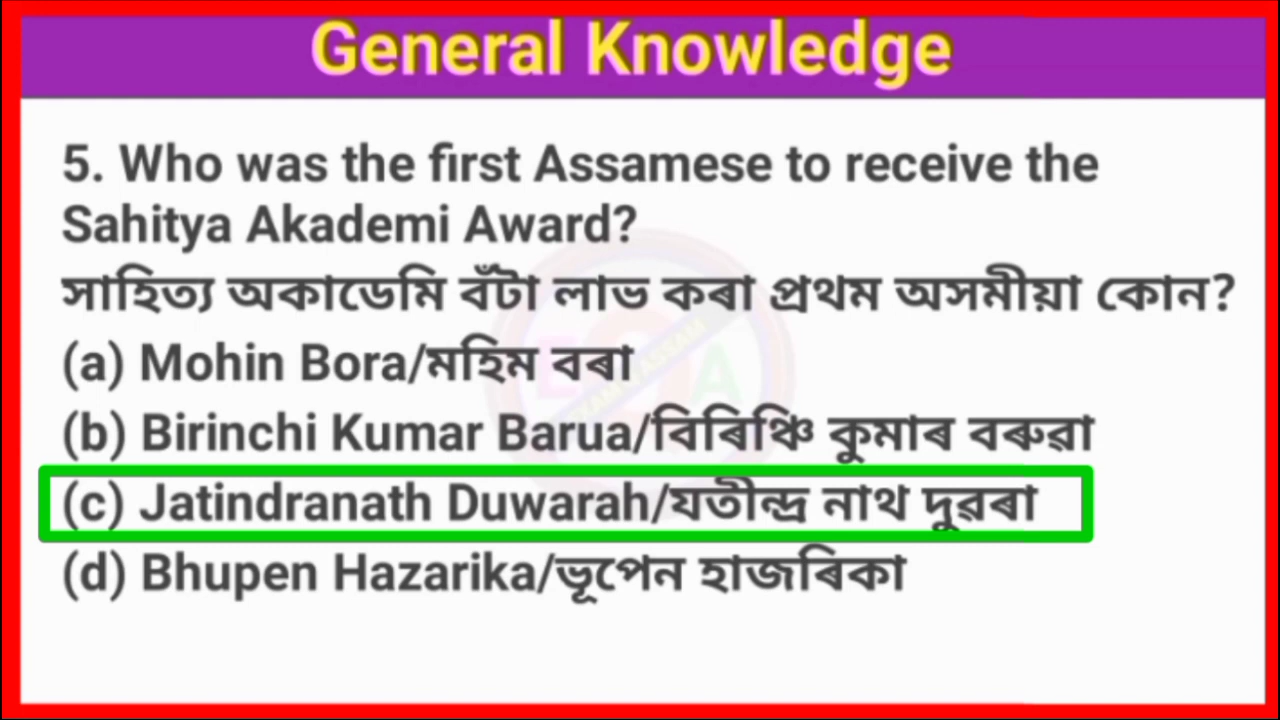 General Knowledge
5. Who was the first Assamese to receive the
Sahitya Akademi Award?
সাহিত্য অকাডেমি বঁটা লাভ কৰা প্ৰথম অসমীয়া কোন?
(a) Mohin Bora/মহিম বৰা
(b) Birinchi Kumar Barua/বিৰিঞ্চি কুমাৰ বৰুৱা
(c) Jatindranath Duwarah/যতীন্দ্ৰ নাথ দুৱৰা
(d) Bhupen Hazarika/ভূপেন হাজৰিকা